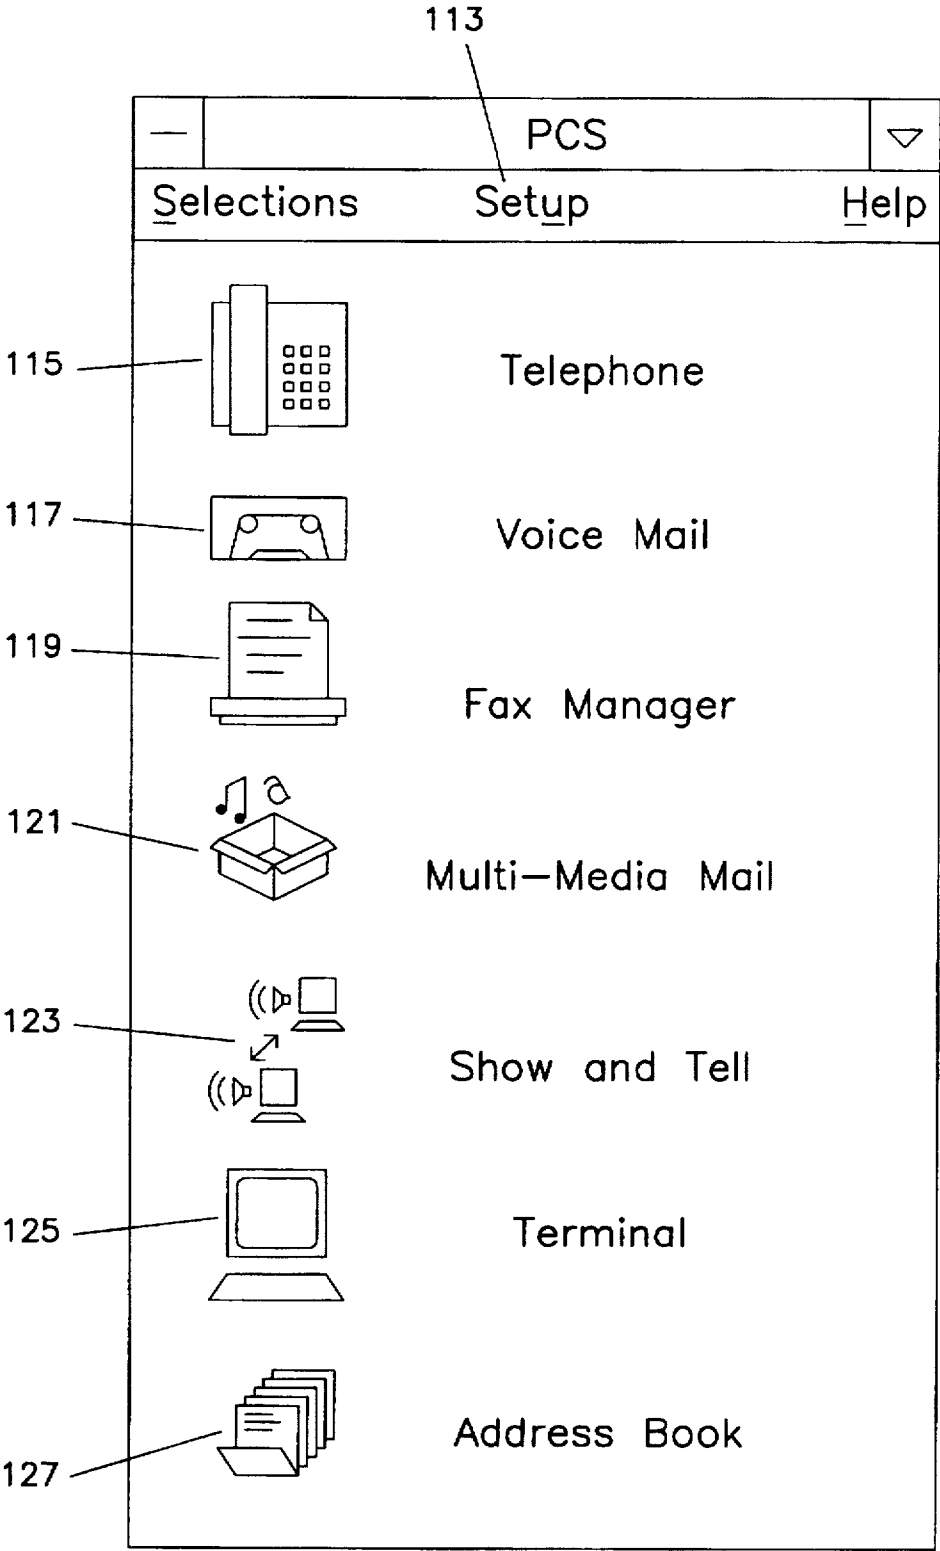 113
PCS
Selections Setup Help
115 Telephone
117 Voice Mail
119 Fax Manager
121 Multi-Media Mail
123 Show and Tell
125 Terminal
127 Address Book